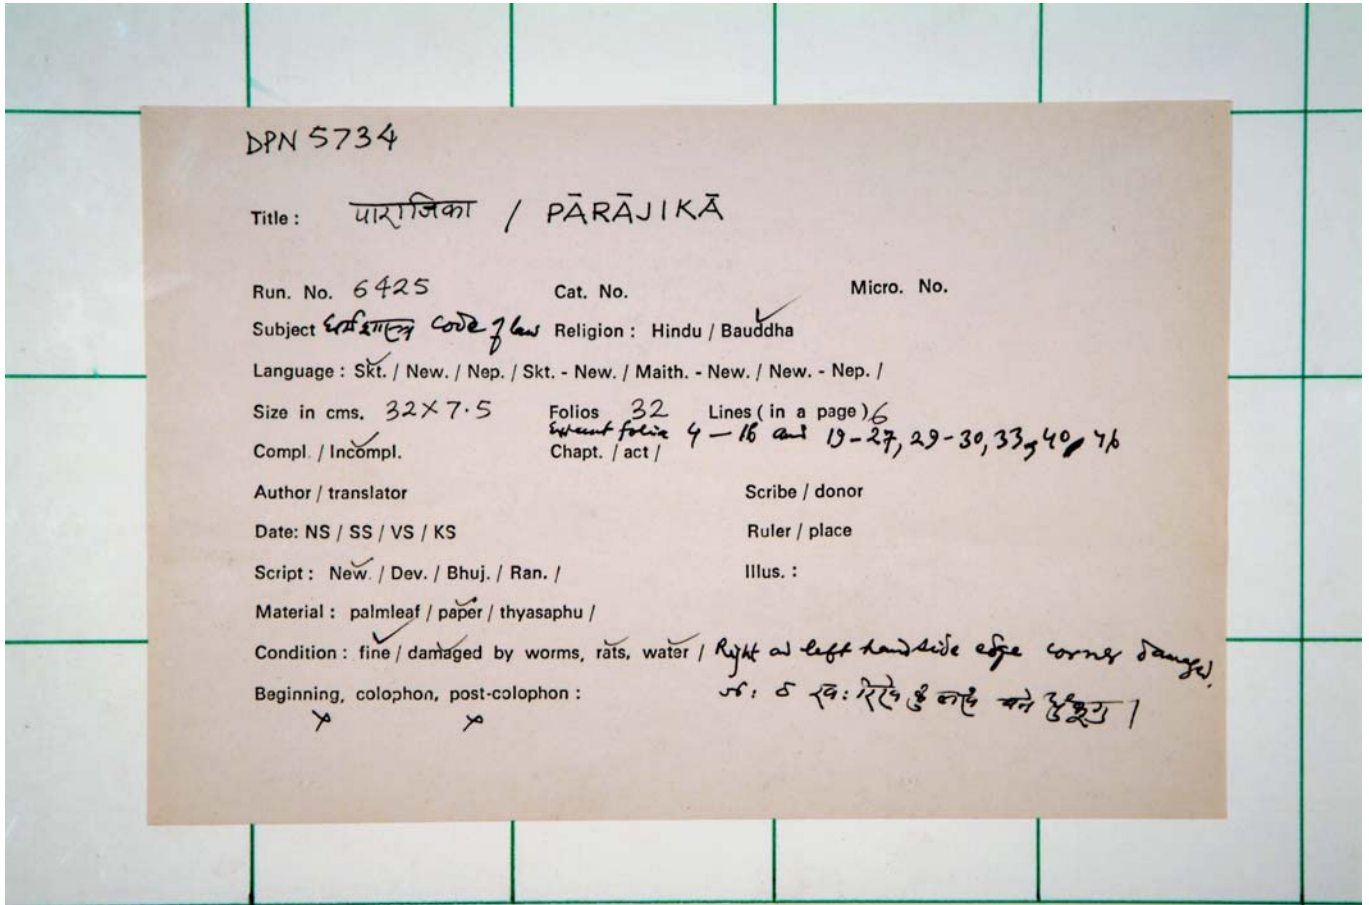 DPN 5734
Title : पाराजिका / PĀRĀJIKĀ
Run. No. 6425 Cat. No. Micro. No.
Subject धर्मशास्त्र code of law Religion : Hindu / Bauddha
Language : Skt. / New. / Nep. / Skt. - New. / Maith. - New. / New. - Nep. /
Size in cms. 32 X 7.5 Folios 32 Lines ( in a page ) 6
Extant folia 4 — 16 and 19 - 27, 29 - 30, 33, 40, 46
Compl. / Incompl. Chapt. / act /
Author / translator Scribe / donor
Date: NS / SS / VS / KS Ruler / place
Script : New. / Dev. / Bhuj. / Ran. / Illus. :
Material : palmleaf / paper / thyasaphu /
Condition : fine / damaged by worms, rats, water / Right and left hand side edge corner damaged.
Beginning, colophon, post-colophon :
x x